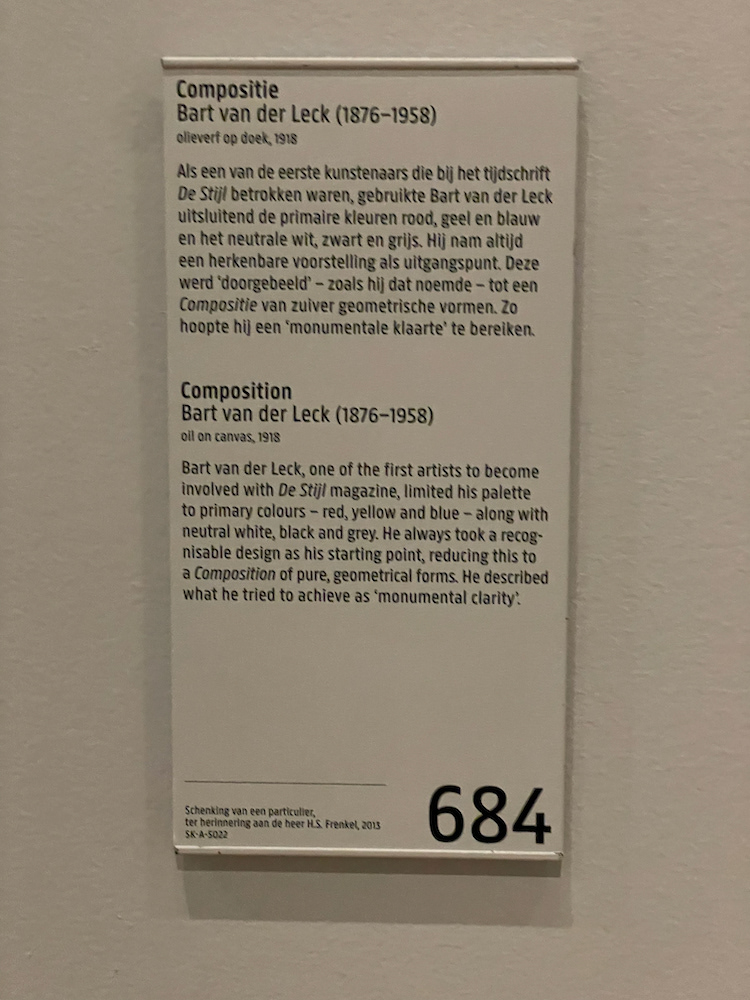 Compositie
Bart van der Leck (1876–1958)
olieverf op doek, 1918
Als een van de eerste kunstenaars die bij het tijdschrift
De Stijl betrokken waren, gebruikte Bart van der Leck
uitsluitend de primaire kleuren rood, geel en blauw
en het neutrale wit, zwart en grijs. Hij nam altijd
een herkenbare voorstelling als uitgangspunt. Deze
werd ‘doorgebeeld’ – zoals hij dat noemde – tot een
Compositie van zuiver geometrische vormen. Zo
hoopte hij een ‘monumentale klaarte’ te bereiken.
Composition
Bart van der Leck (1876–1958)
oil on canvas, 1918
Bart van der Leck, one of the first artists to become
involved with De Stijl magazine, limited his palette
to primary colours – red, yellow and blue – along with
neutral white, black and grey. He always took a recog-
nisable design as his starting point, reducing this to
a Composition of pure, geometrical forms. He described
what he tried to achieve as ‘monumental clarity’.
Schenking van een particulier,
ter herinnering aan de heer H.S. Frenkel, 2013
SK-A-5022
684